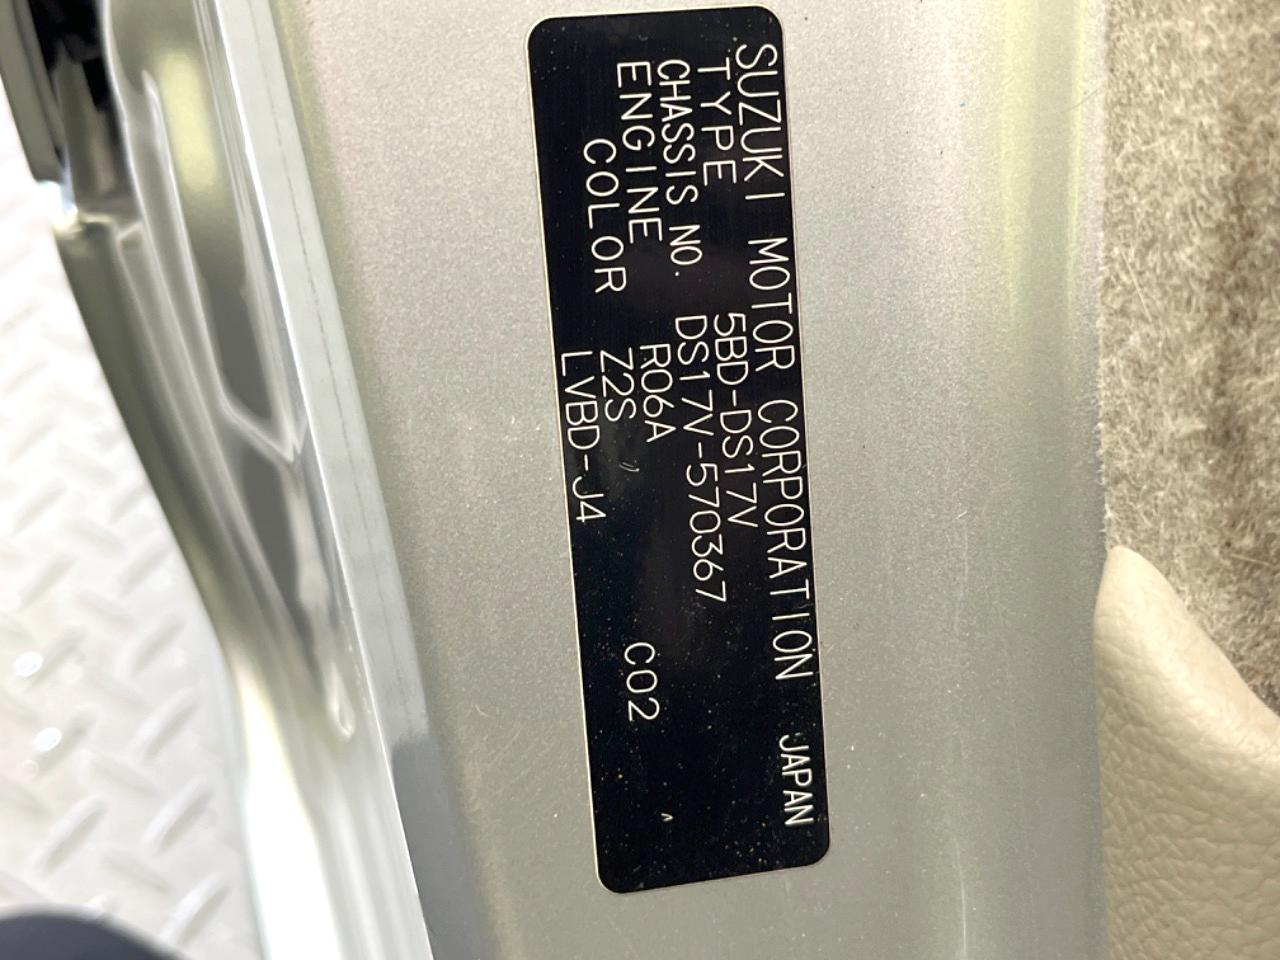 SUZUKI MOTOR CORPORATION JAPAN
TYPE 5BD-DS17V
CHASSIS NO. DS17V-570367
ENGINE R06A
COLOR Z2S C02
LVBD-J4